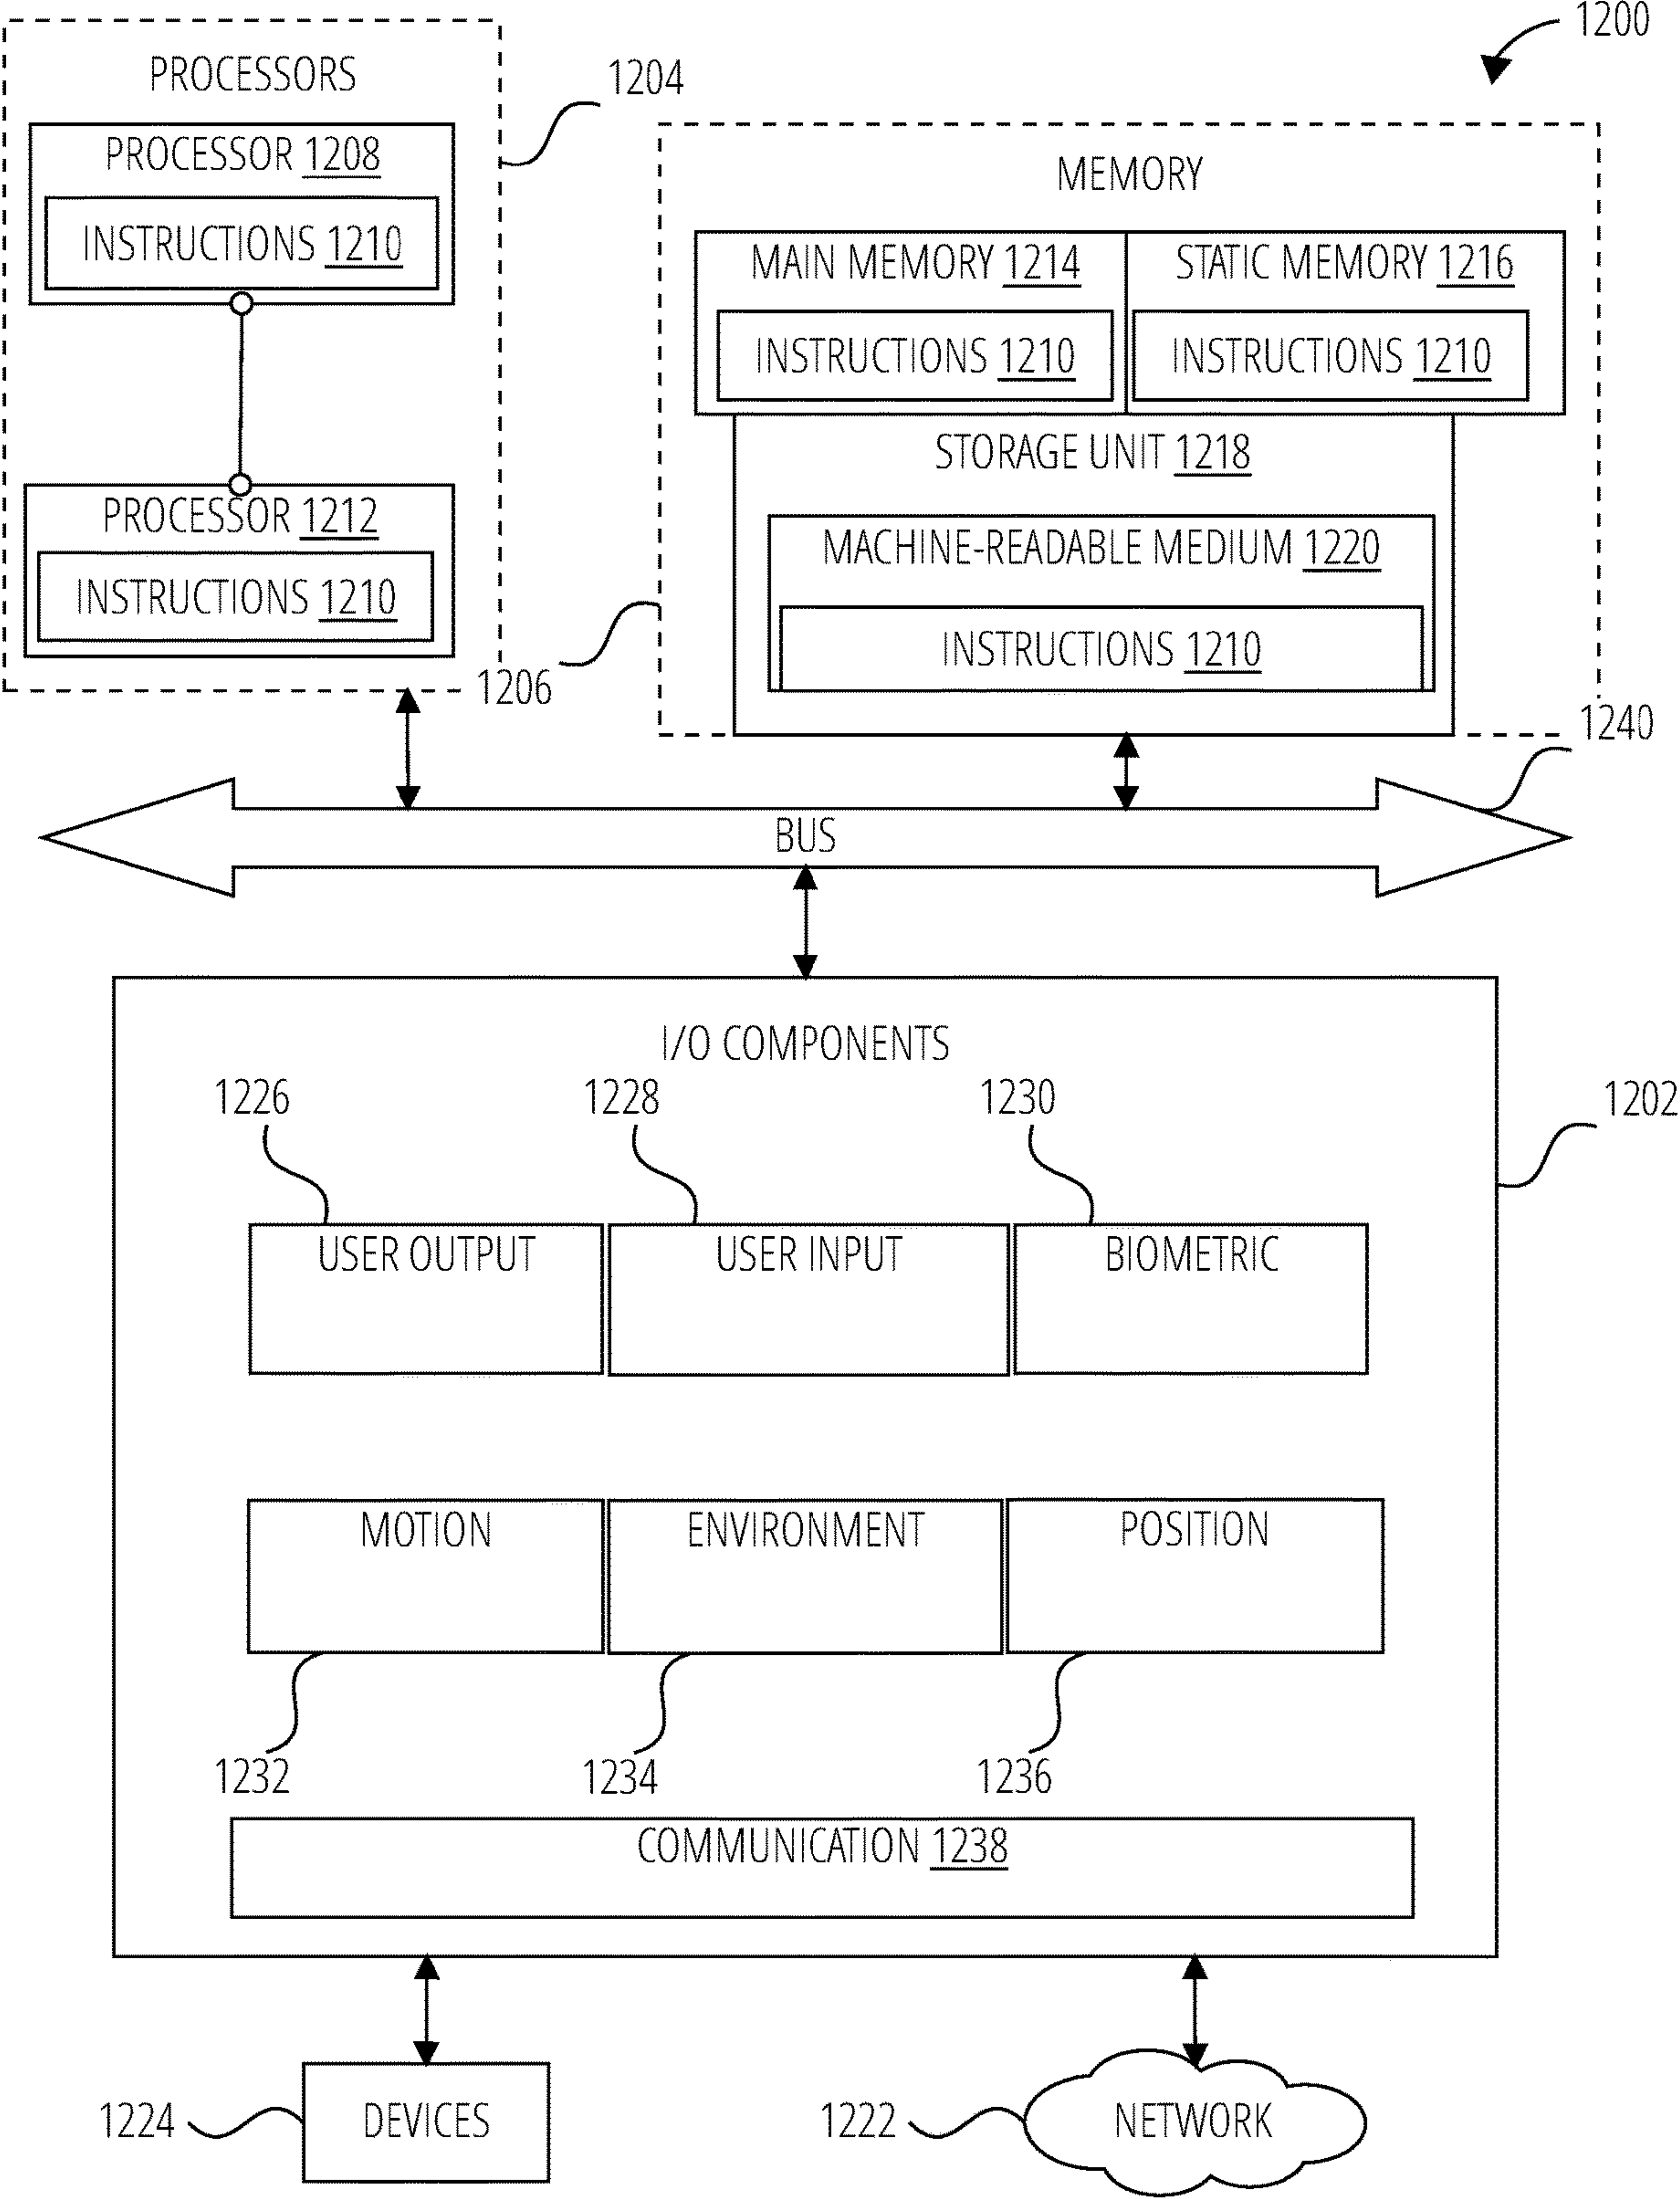 1200
PROCESSORS
1204
PROCESSOR 1208
INSTRUCTIONS 1210
PROCESSOR 1212
INSTRUCTIONS 1210
MEMORY
MAIN MEMORY 1214
STATIC MEMORY 1216
INSTRUCTIONS 1210
INSTRUCTIONS 1210
STORAGE UNIT 1218
MACHINE-READABLE MEDIUM 1220
INSTRUCTIONS 1210
1206
1240
BUS
I/O COMPONENTS
1202
1226
1228
1230
USER OUTPUT
USER INPUT
BIOMETRIC
MOTION
ENVIRONMENT
POSITION
1232
1234
1236
COMMUNICATION 1238
1224
DEVICES
1222
NETWORK